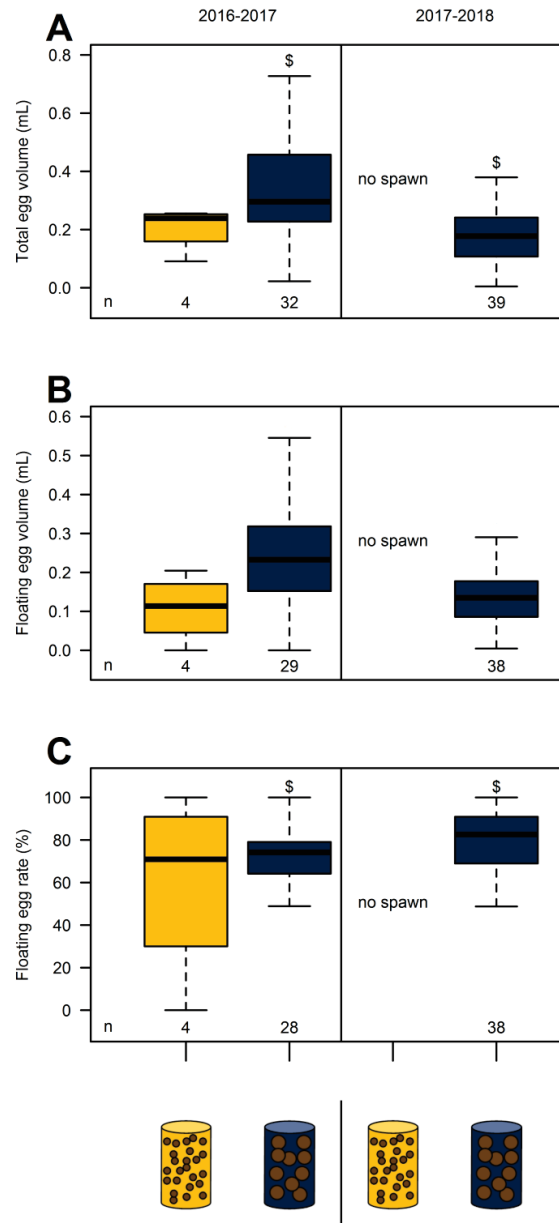 2016-2017 2017-2018
A
Total egg volume (mL)
0.8
0.6
0.4
0.2
0.0
$
no spawn
$
n 4 32 39
B
Floating egg volume (mL)
0.6
0.5
0.4
0.3
0.2
0.1
0.0
no spawn
n 4 29 38
C
Floating egg rate (%)
100
80
60
40
20
0
$ $
no spawn
n 4 28 38